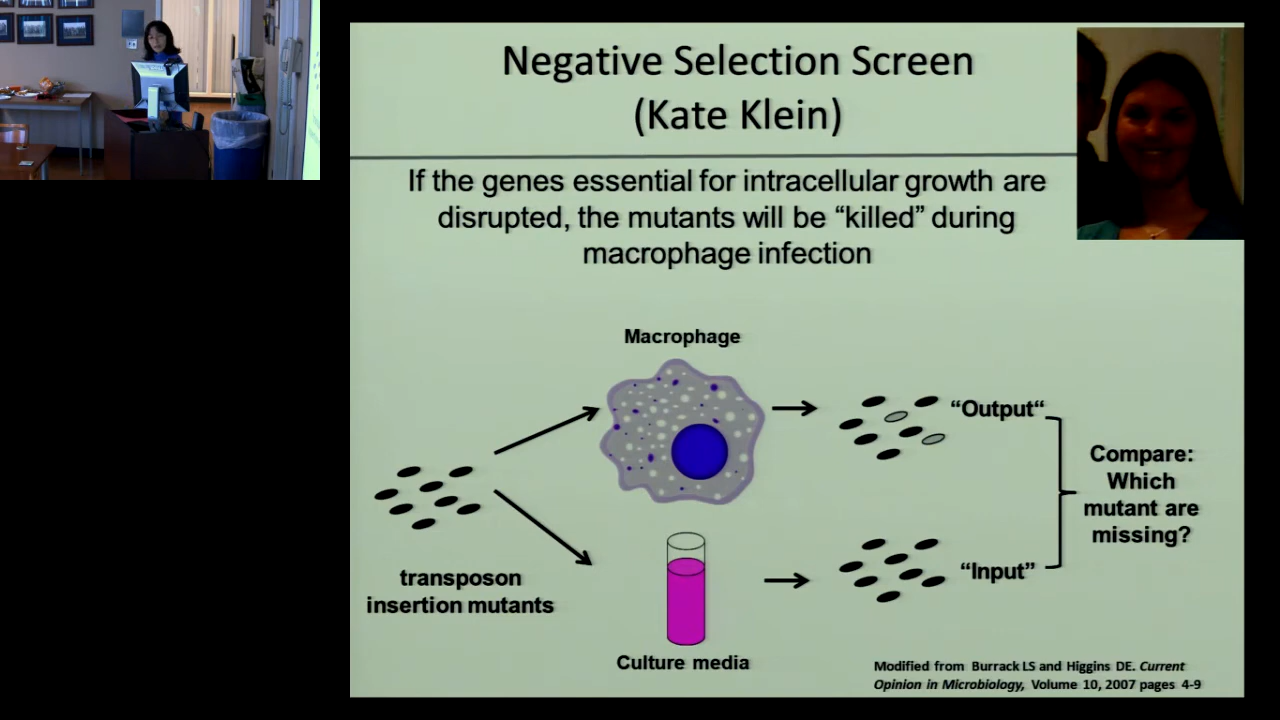 Negative Selection Screen
(Kate Klein)
If the genes essential for intracellular growth are
disrupted, the mutants will be “killed” during
macrophage infection
Macrophage
“Output“
Compare:
Which
mutant are
missing?
“Input”
transposon
insertion mutants
Culture media
Modified from Burrack LS and Higgins DE. Current
Opinion in Microbiology, Volume 10, 2007 pages 4-9